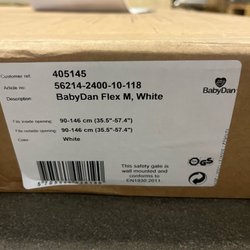 Customer ref: 405145
Article no: 56214-2400-10-118
Description: BabyDan Flex M, White
BabyDan
Fits inside opening: 90-146 cm (35.5"-57.4")
Fits outside opening: 90-146 cm (35.5"-57.4")
Color: White
This safety gate is
wall mounted and
conforms to
EN1930:2011.
GS